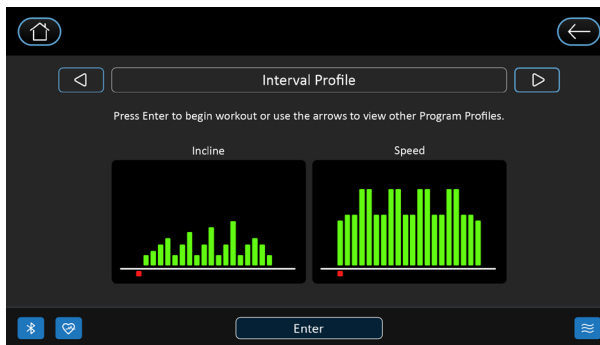 Interval Profile
Press Enter to begin workout or use the arrows to view other Program Profiles.
Incline
Speed
Enter